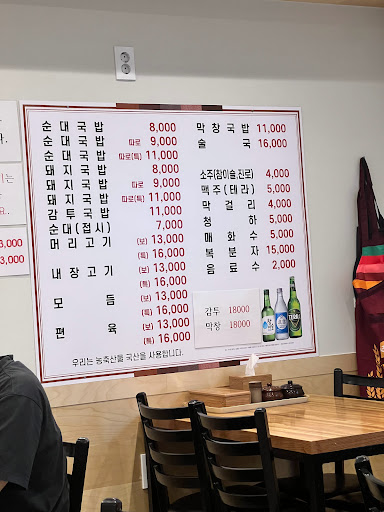 순대국밥 8,000
순대국밥 따로 9,000
순대국밥 따로(특) 11,000
돼지국밥 8,000
돼지국밥 따로 9,000
돼지국밥 따로(특) 11,000
감투국밥 11,000
순대(접시) 7,000
머리고기 (보) 13,000
(특) 16,000
내장고기 (보) 13,000
(특) 16,000
모듬 (보) 13,000
(특) 16,000
편육 (보) 13,000
(특) 16,000
우리는 농축산물 국산을 사용합니다.
막창국밥 11,000
술국 16,000
소주(참이슬,진로) 4,000
맥주(테라) 5,000
막걸리 4,000
청하 5,000
매화수 5,000
복분자 15,000
음료수 2,000
감투 18000
막창 18000
3,000
3,000